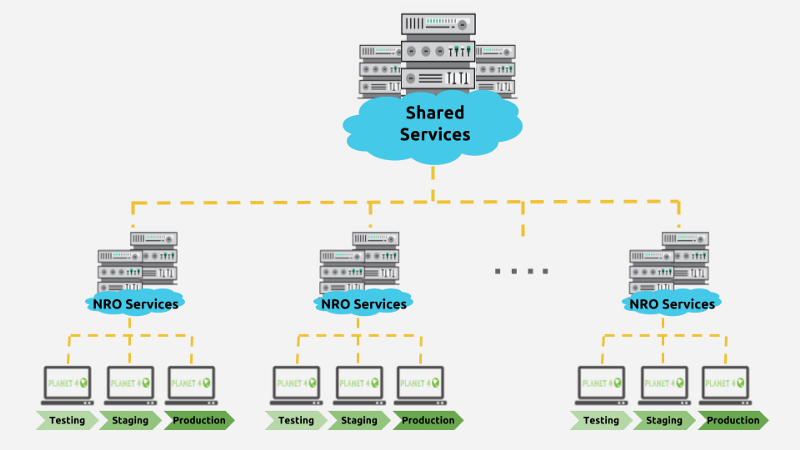 Shared
Services
NRO Services
NRO Services
NRO Services
PLANET 4
PLANET 4
PLANET 4
PLANET 4
PLANET 4
PLANET 4
PLANET 4
PLANET 4
PLANET 4
Testing
Staging
Production
Testing
Staging
Production
Testing
Staging
Production